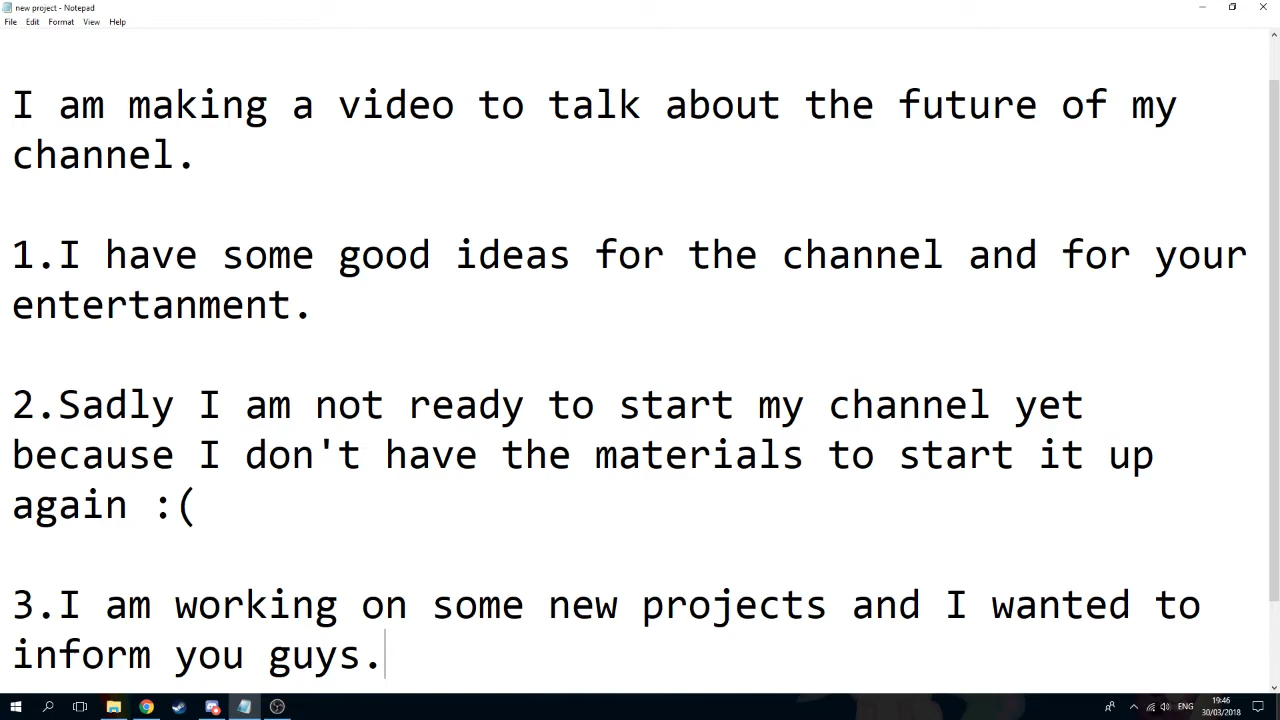 new project - Notepad
File Edit Format View Help
I am making a video to talk about the future of my
channel.
1.I have some good ideas for the channel and for your
entertanment.
2.Sadly I am not ready to start my channel yet
because I don't have the materials to start it up
again :(
3.I am working on some new projects and I wanted to
inform you guys.
19:46
ENG
30/03/2018